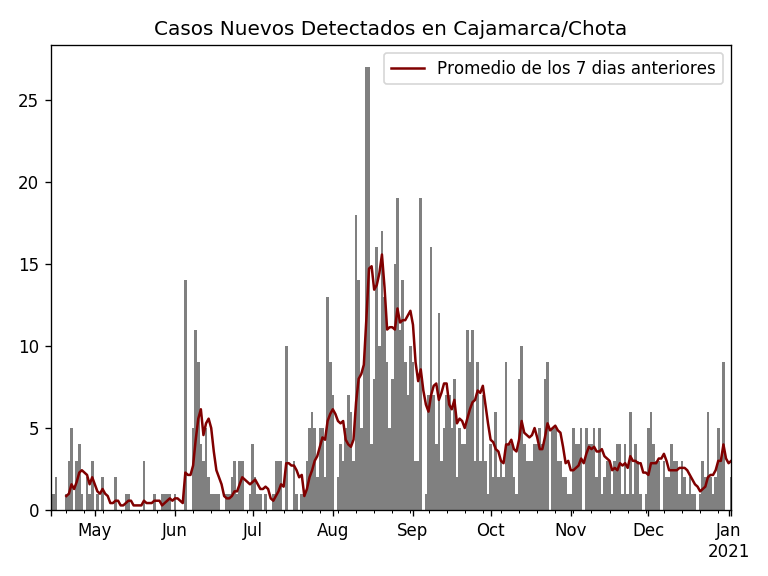 Casos Nuevos Detectados en Cajamarca/Chota
Promedio de los 7 dias anteriores
25
20
15
10
5
0
May Jun Jul Aug Sep Oct Nov Dec Jan
2021